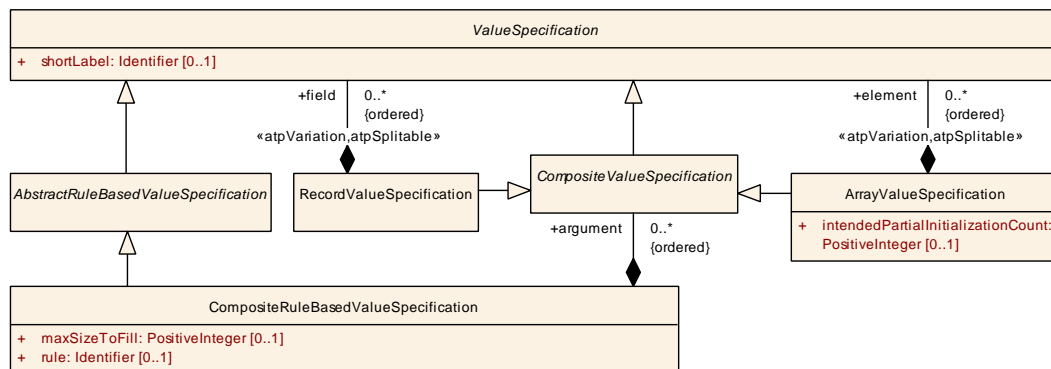 ValueSpecification
+ shortLabel: Identifier [0..1]
+field 0..*
{ordered}
«atpVariation,atpSplitable»
+element 0..*
{ordered}
«atpVariation,atpSplitable»
AbstractRuleBasedValueSpecification
RecordValueSpecification
CompositeValueSpecification
ArrayValueSpecification
+ intendedPartialInitializationCount:
PositiveInteger [0..1]
+argument 0..*
{ordered}
CompositeRuleBasedValueSpecification
+ maxSizeToFill: PositiveInteger [0..1]
+ rule: Identifier [0..1]